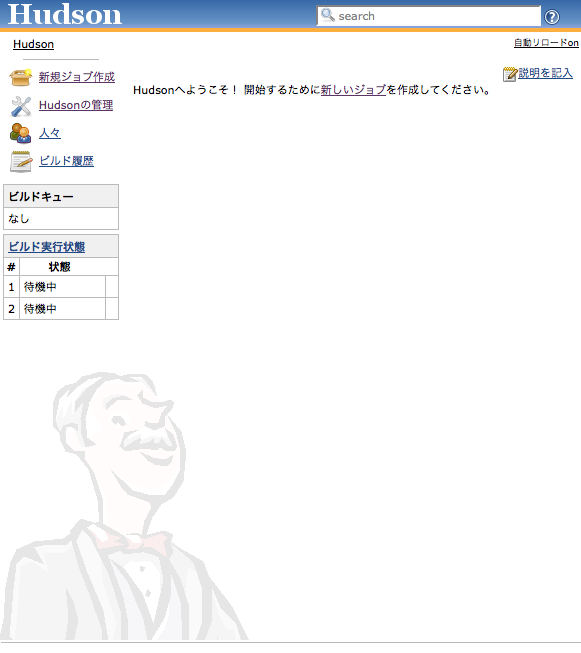 Hudson
search
?
Hudson
自動リロードon
新規ジョブ作成
Hudsonの管理
人々
ビルド履歴
説明を記入
Hudsonへようこそ！ 開始するために新しいジョブを作成してください。
ビルドキュー
なし
ビルド実行状態
# 状態
1 待機中
2 待機中